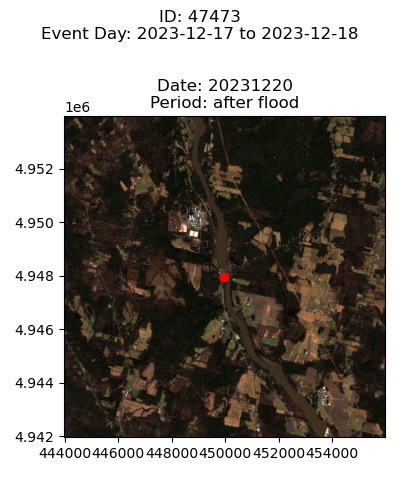 ID: 47473
Event Day: 2023-12-17 to 2023-12-18
Date: 20231220
Period: after flood
1e6
4.952
4.950
4.948
4.946
4.944
4.942
444000 446000 448000 450000 452000 454000